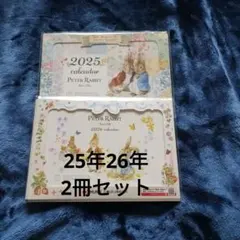 2025
calendar
PETER RABBIT
PETER RABBIT
2026 calendar
25年26年
2冊セット